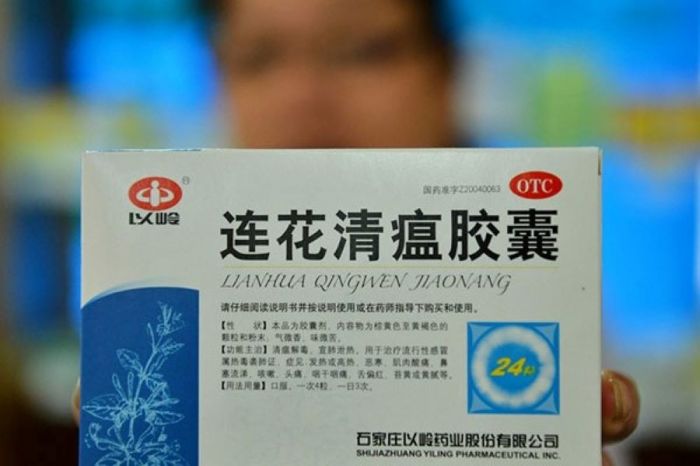 以岭®
国药准字Z20040063
OTC
连花清瘟胶囊
LIANHUA QINGWEN JIAONANG
请仔细阅读说明书并按说明使用或在药师指导下购买和使用。
【性 状】本品为胶囊剂，内容物为棕黄色至黄褐色的
颗粒和粉末；气微香，味微苦。
【功能主治】清瘟解毒，宣肺泄热。用于治疗流行性感冒
属热毒袭肺证，症见：发热或高热，恶寒，肌肉酸痛，鼻
塞流涕，咳嗽，头痛，咽干咽痛，舌偏红，苔黄或黄腻等。
【用法用量】口服。一次4粒，一日3次。
24粒
石家庄以岭药业股份有限公司
SHIJIAZHUANG YILING PHARMACEUTICAL INC.